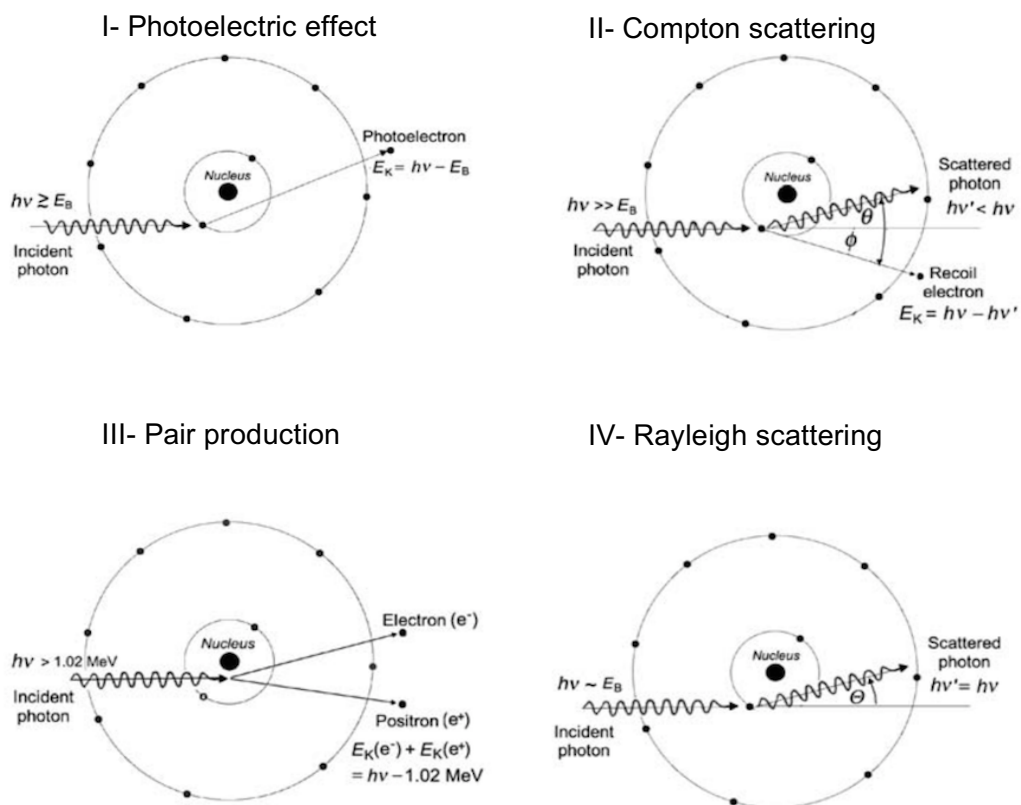 I- Photoelectric effect
Photoelectron
E_K = hν – E_B
Nucleus
hν ≥ E_B
Incident
photon
II- Compton scattering
Nucleus
Scattered
photon
hν' < hν
hν >> E_B
θ
ϕ
Incident
photon
Recoil
electron
E_K = hν – hν'
III- Pair production
Electron (e⁻)
Nucleus
hν > 1.02 MeV
Incident
photon
Positron (e⁺)
E_K(e⁻) + E_K(e⁺)
= hν – 1.02 MeV
IV- Rayleigh scattering
Nucleus
Scattered
photon
hν' = hν
hν ~ E_B
Θ
Incident
photon